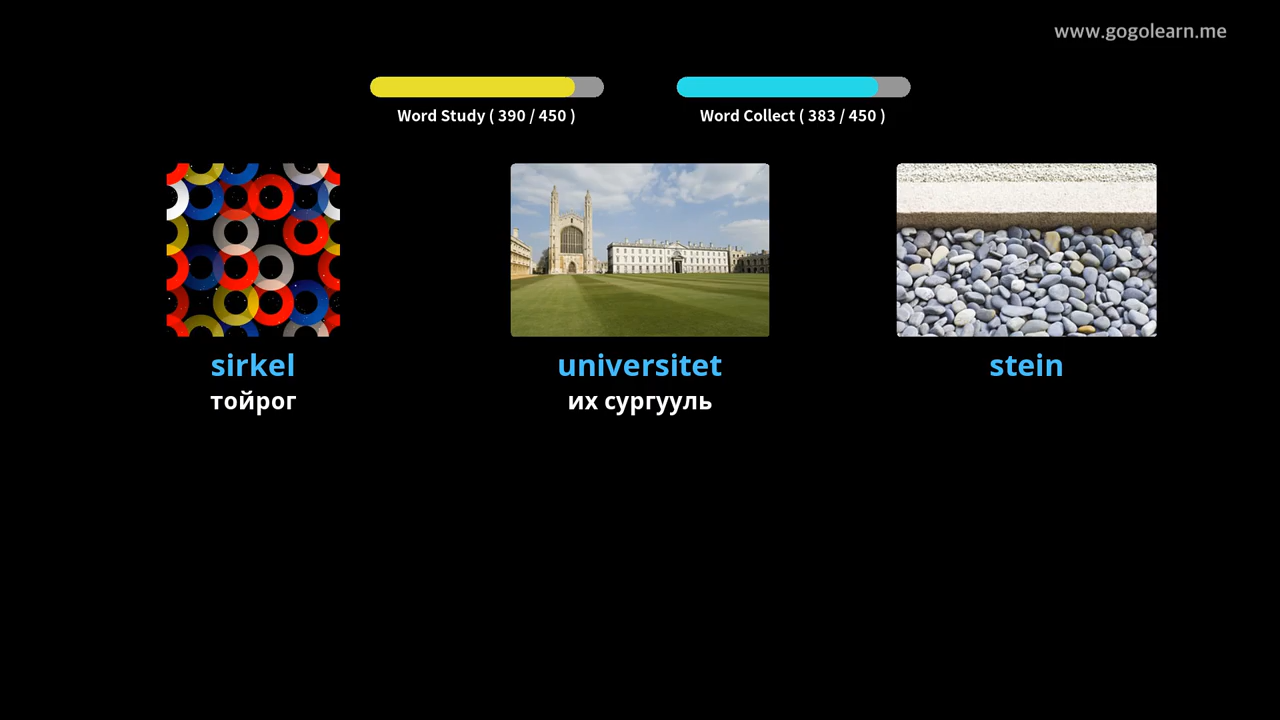 www.gogolearn.me
Word Study ( 390 / 450 )
Word Collect ( 383 / 450 )
sirkel
тойрог
universitet
их сургууль
stein